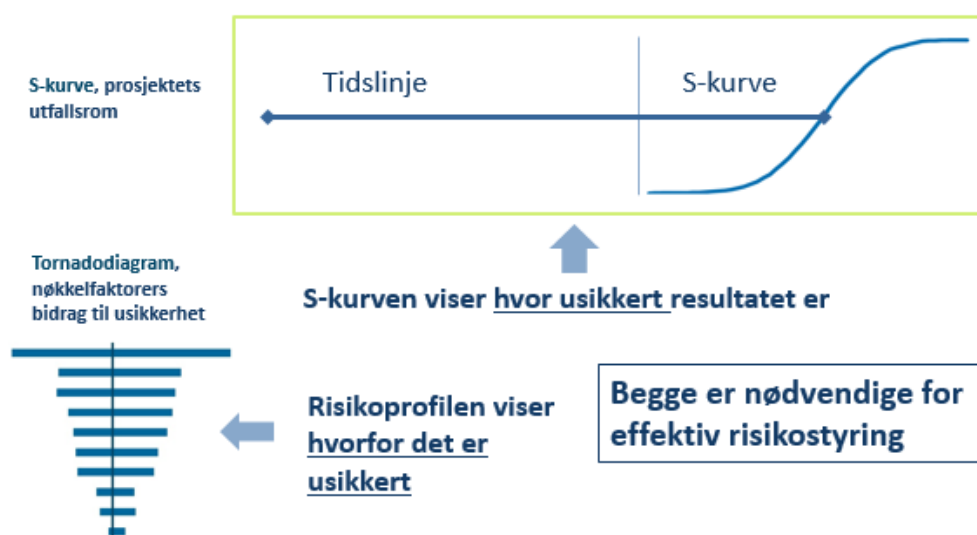 S-kurve, prosjektets
utfallsrom
Tidslinje
S-kurve
S-kurven viser hvor usikkert resultatet er
Tornadodiagram,
nøkkelfaktorers
bidrag til usikkerhet
Risikoprofilen viser
hvorfor det er
usikkert
Begge er nødvendige for
effektiv risikostyring